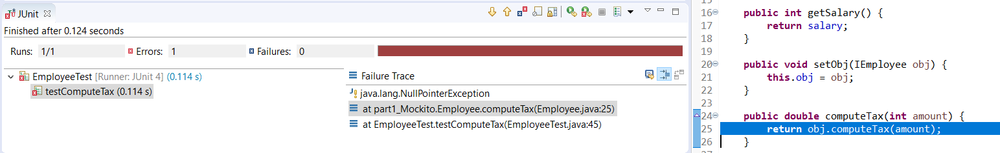 JUnit
Finished after 0.124 seconds
Runs: 1/1 Errors: 1 Failures: 0
EmployeeTest [Runner: JUnit 4] (0.114 s)
testComputeTax (0.114 s)
Failure Trace
java.lang.NullPointerException
at part1_Mockito.Employee.computeTax(Employee.java:25)
at EmployeeTest.testComputeTax(EmployeeTest.java:45)
16 public int getSalary() {
17 return salary;
18 }
19
20 public void setObj(IEmployee obj) {
21 this.obj = obj;
22 }
23
24 public double computeTax(int amount) {
25 return obj.computeTax(amount);
26 }